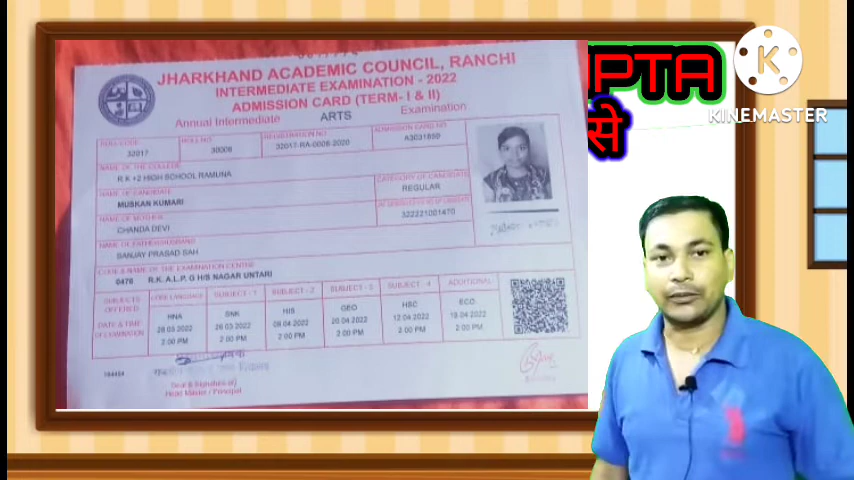 JHARKHAND ACADEMIC COUNCIL, RANCHI
INTERMEDIATE EXAMINATION - 2022
ADMISSION CARD (TERM- I & II)
Annual Intermediate ARTS Examination
ROLL CODE ROLL NO. REGISTRATION NO. ADMISSION CARD NO.
32017 30006 32017-RA-0006-2020
NAME OF THE COLLEGE
R K +2 HIGH SCHOOL RAMUNA
CATEGORY OF CANDIDATE
REGULAR
NAME OF CANDIDATE
MUSKAN KUMARI
322221001470
NAME OF MOTHER
CHANDA DEVI
NAME OF FATHER/HUSBAND
SANJAY PRASAD SAH
CODE & NAME OF THE EXAMINATION CENTRE
0476 R.K. A.L.P. G H/S NAGAR UNTARI
SUBJECTS OFFERED CORE LANGUAGE SUBJECT - 1 SUBJECT - 2 SUBJECT - 3 SUBJECT - 4 ADDITIONAL
HNA SNK HIS GEO HSC ECO
DATE & TIME OF EXAMINATION
28.03.2022 26.03.2022 08.04.2022 20.04.2022 12.04.2022 18.04.2022
2:00 PM 2:00 PM 2:00 PM 2:00 PM 2:00 PM 2:00 PM
Seal & Signature of
Head Master / Principal
PTA
से
K
KINEMASTER